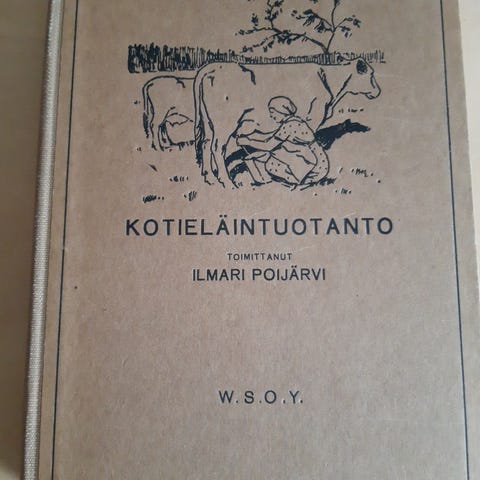 KOTIELÄINTUOTANTO
TOIMITTANUT
ILMARI POIJÄRVI
W.S.O.Y.